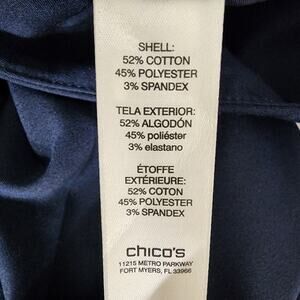 SHELL:
52% COTTON
45% POLYESTER
3% SPANDEX
TELA EXTERIOR:
52% ALGODÓN
45% poliéster
3% elastano
ÉTOFFE
EXTÉRIEURE:
52% COTON
45% POLYESTER
3% SPANDEX
chico's
11215 METRO PARKWAY
FORT MYERS, FL 33966